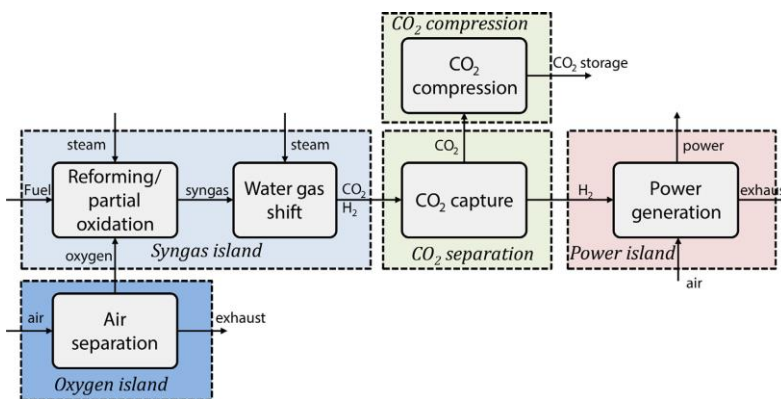 CO₂ compression
CO₂
compression
CO₂ storage
steam
steam
CO₂
power
Fuel
Reforming/
partial
oxidation
syngas
Water gas
shift
CO₂
H₂
CO₂ capture
H₂
Power
generation
exhaus
oxygen
Syngas island
CO₂ separation
Power island
air
air
Air
separation
exhaust
Oxygen island